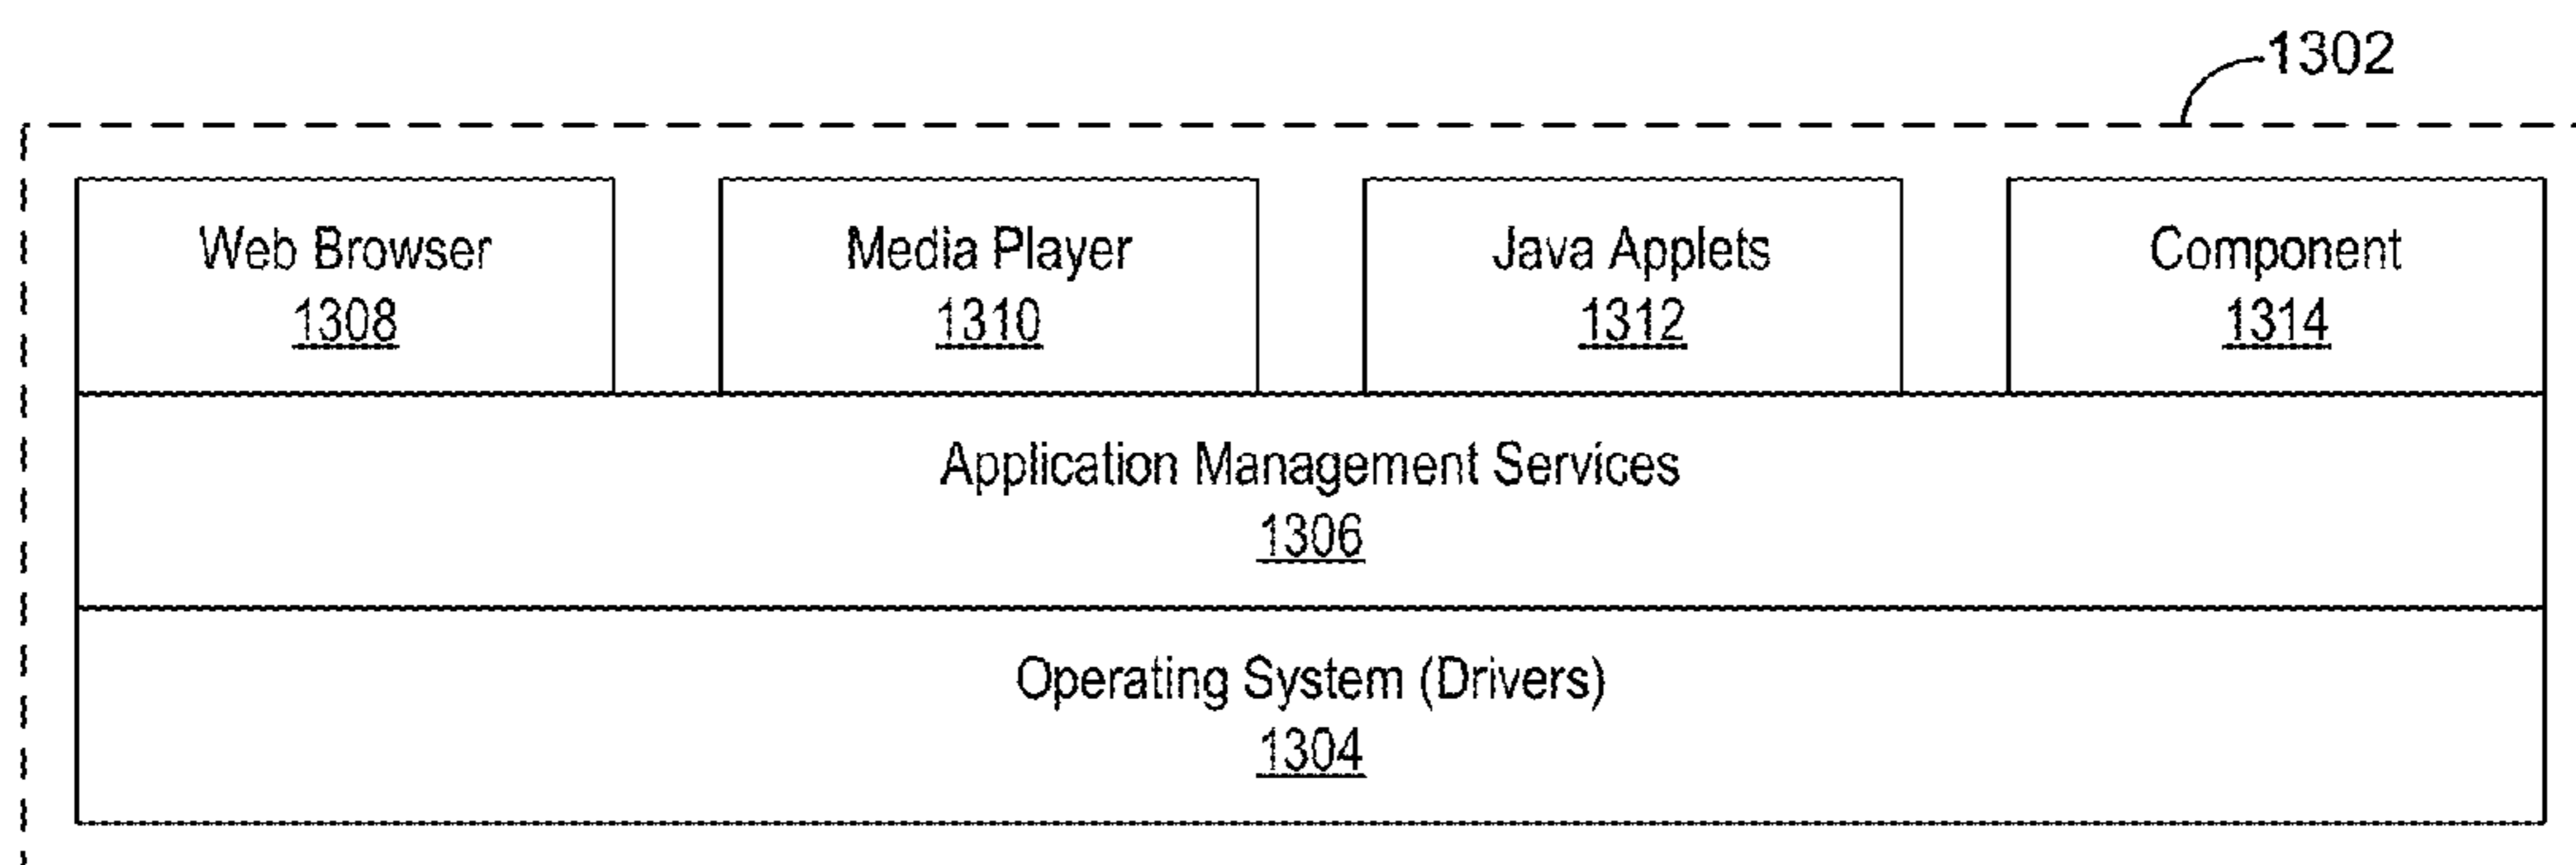 1302
Web Browser
1308
Media Player
1310
Java Applets
1312
Component
1314
Application Management Services
1306
Operating System (Drivers)
1304